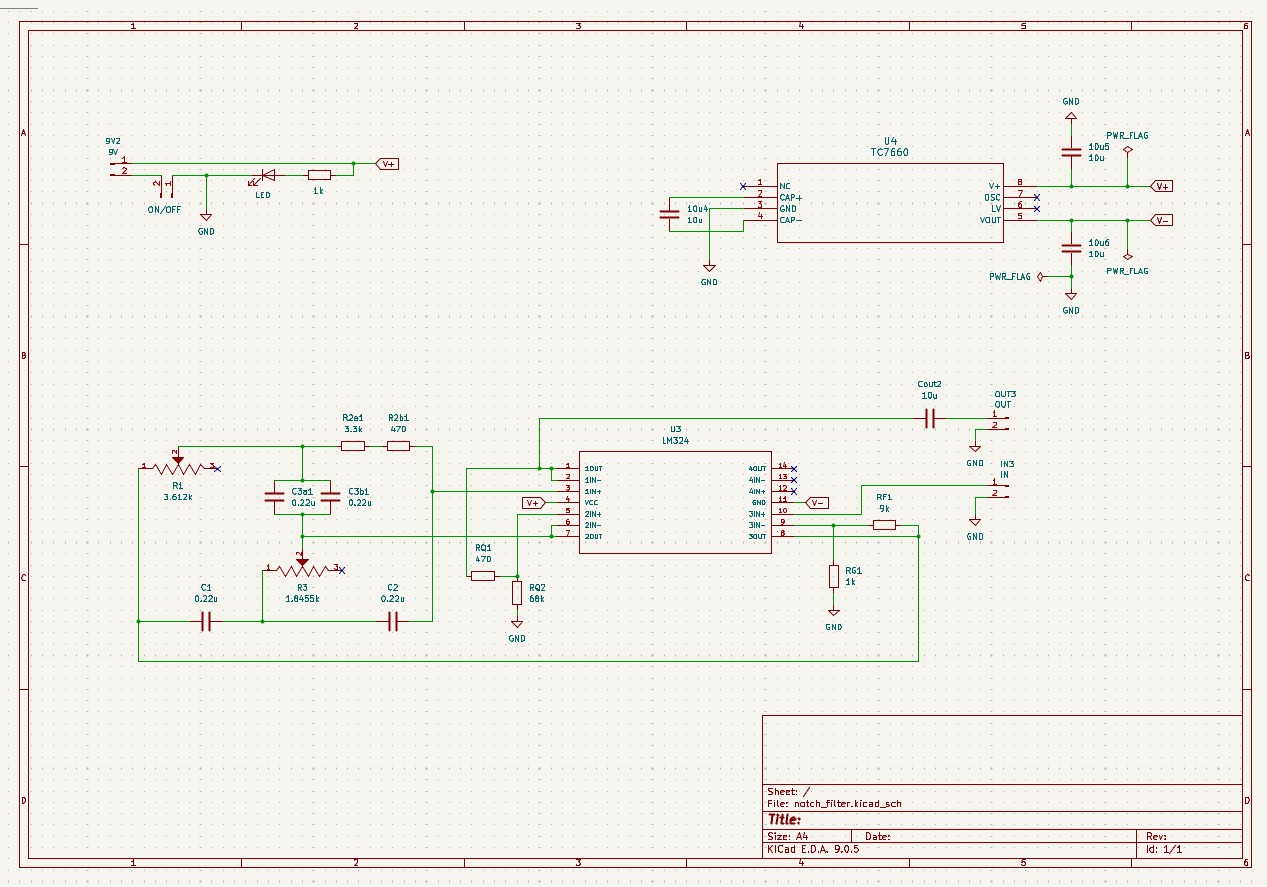 1 2 3 4 5 6
A A
9V2
9V
1
2
2 1
ON/OFF
GND
LED
1k
V+
U4
TC7660
1 NC
2 CAP+
3 GND
4 CAP-
V+ 8
OSC 7
LV 6
VOUT 5
10u4
10u
GND
GND
10u5
10u
PWR_FLAG
V+
V-
10u6
10u
PWR_FLAG
PWR_FLAG
GND
B B
R2a1
3.3k
R2b1
470
1 2 3
R1
3.612k
C3a1
0.22u
C3b1
0.22u
1 2 3
R3
1.8455k
C1
0.22u
C2
0.22u
U3
LM324
1 1OUT
2 1IN-
3 1IN+
4 VCC
5 2IN+
6 2IN-
7 2OUT
4OUT 14
4IN- 13
4IN+ 12
GND 11
3IN+ 10
3IN- 9
3OUT 8
V+
V-
RQ1
470
RQ2
68k
GND
Cout2
10u
OUT3
OUT
1
2
GND
IN3
IN
1
2
GND
RF1
9k
RG1
1k
GND
C C
D D
Sheet: /
File: notch_filter.kicad_sch
Title:
Size: A4 Date: Rev:
KiCad E.D.A. 9.0.5 Id: 1/1
1 2 3 4 5 6